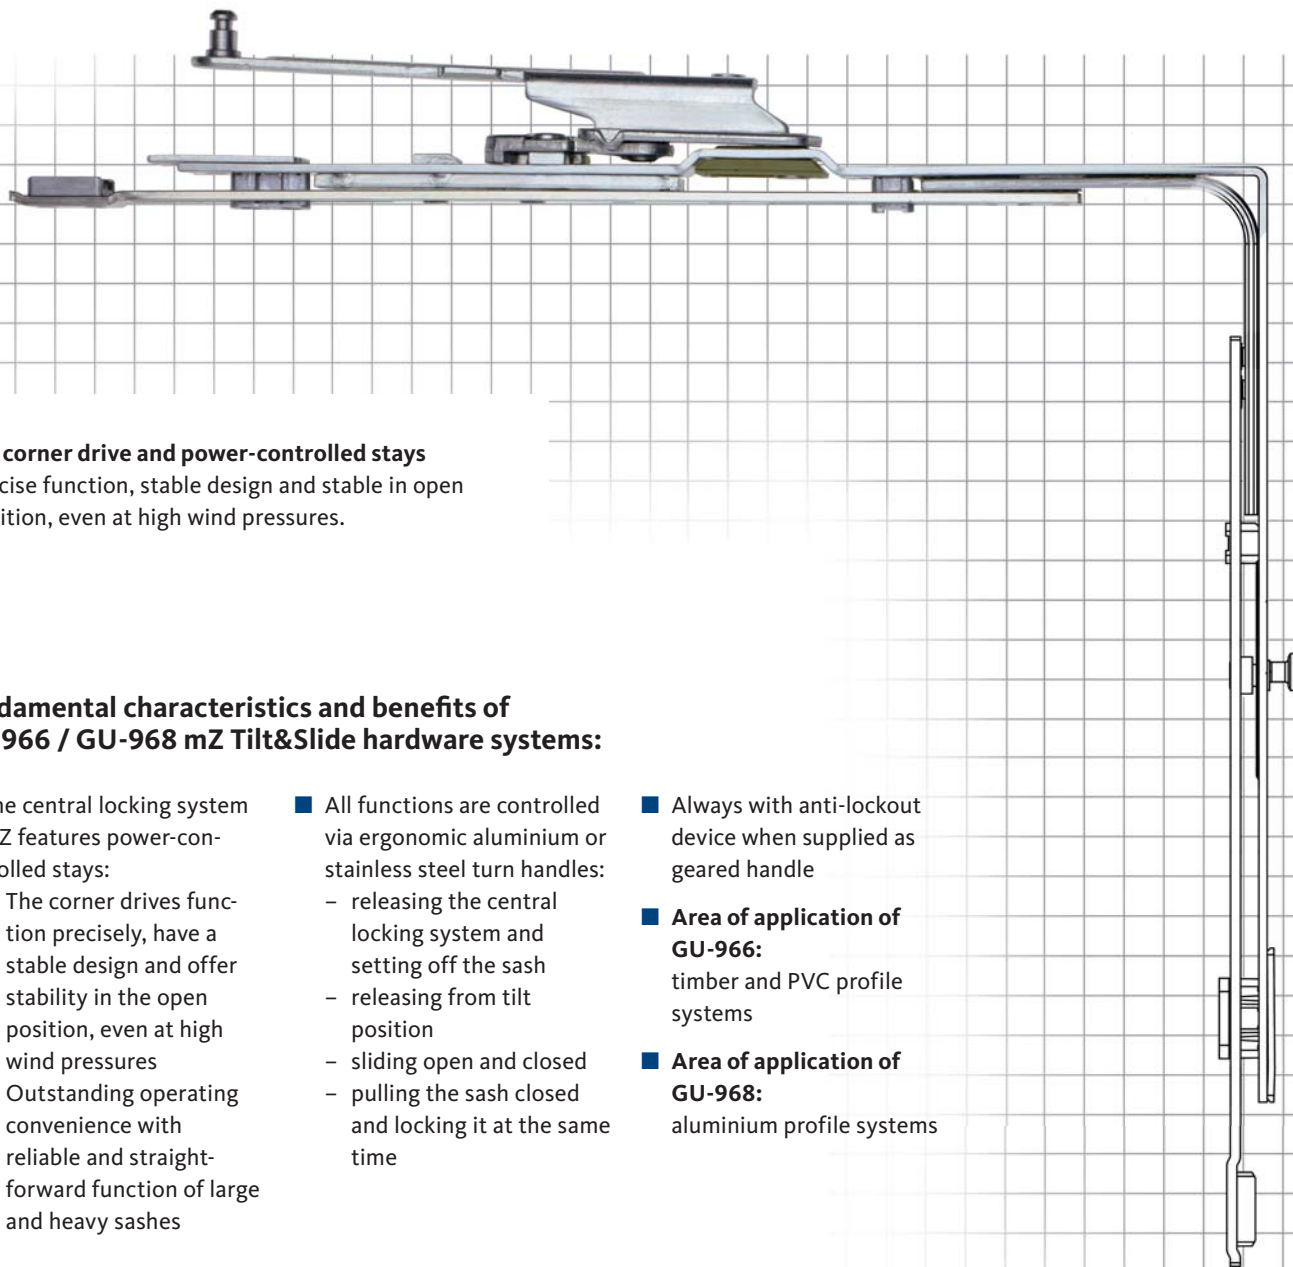 corner drive and power-controlled stays
cise function, stable design and stable in open
ition, even at high wind pressures.
damental characteristics and benefits of
966 / GU-968 mZ Tilt&Slide hardware systems:
ne central locking system
Z features power-con-
olled stays:
The corner drives func-
tion precisely, have a
stable design and offer
stability in the open
position, even at high
wind pressures
Outstanding operating
convenience with
reliable and straight-
forward function of large
and heavy sashes
■ All functions are controlled
via ergonomic aluminium or
stainless steel turn handles:
– releasing the central
locking system and
setting off the sash
– releasing from tilt
position
– sliding open and closed
– pulling the sash closed
and locking it at the same
time
■ Always with anti-lockout
device when supplied as
geared handle
■ Area of application of
GU-966:
timber and PVC profile
systems
■ Area of application of
GU-968:
aluminium profile systems